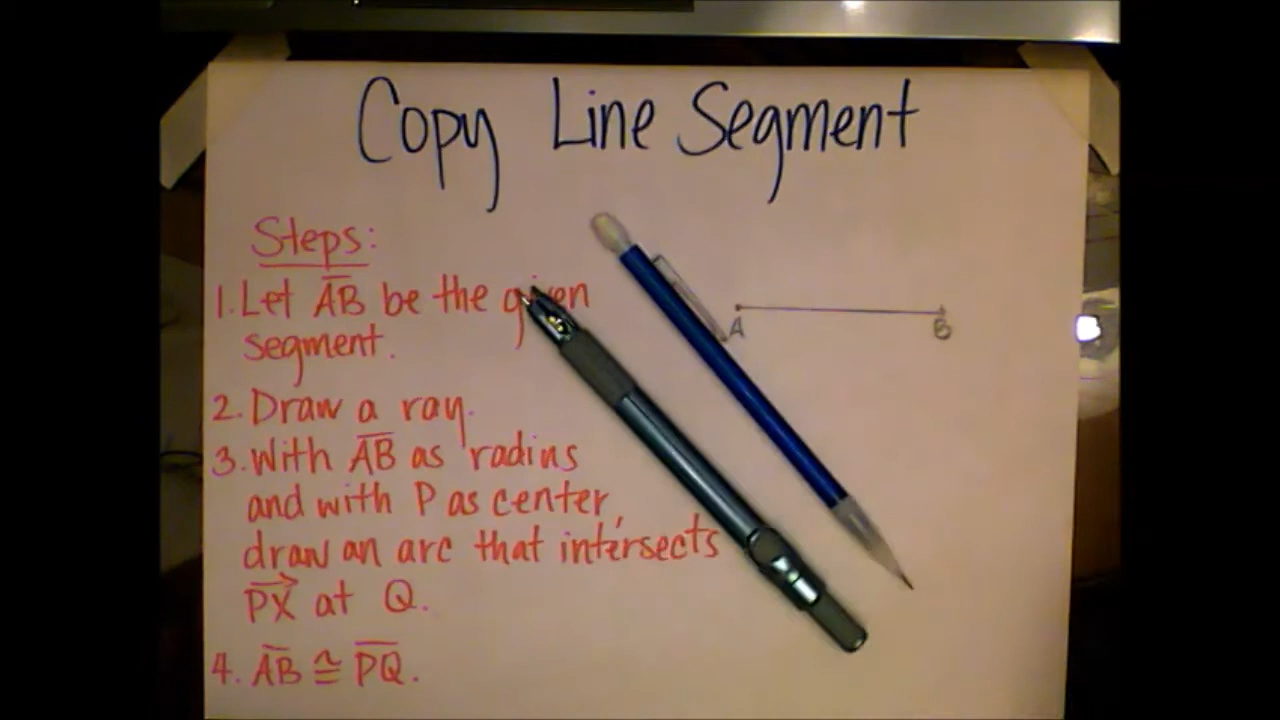 Copy Line Segment
Steps:
1. Let A̅B̅ be the given
segment.
2. Draw a ray.
3. With A̅B̅ as radius
and with P as center,
draw an arc that intersects
P⃗X⃗ at Q.
4. A̅B̅ ≅ P̅Q̅.
A B